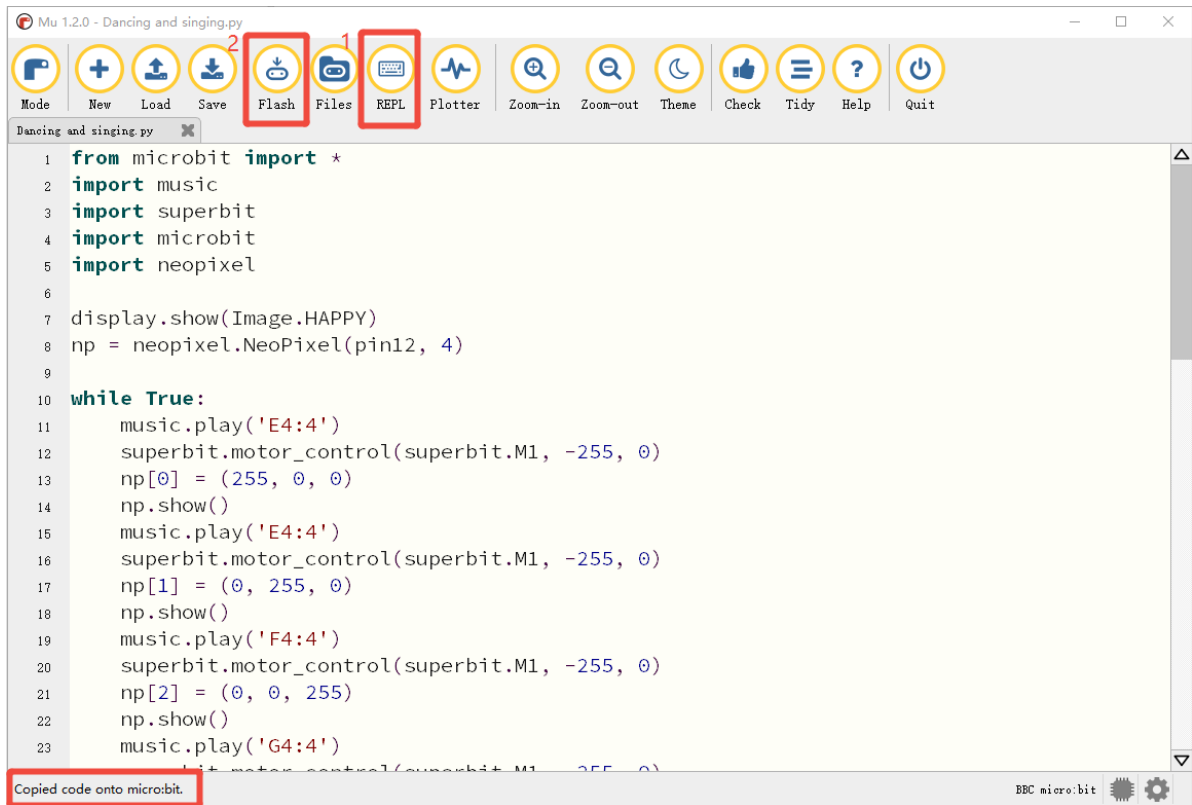 Mu 1.2.0 - Dancing and singing.py
2
1
Mode New Load Save Flash Files REPL Plotter Zoom-in Zoom-out Theme Check Tidy Help Quit
Dancing and singing.py
1 from microbit import *
2 import music
3 import superbit
4 import microbit
5 import neopixel
6
7 display.show(Image.HAPPY)
8 np = neopixel.NeoPixel(pin12, 4)
9
10 while True:
11     music.play('E4:4')
12     superbit.motor_control(superbit.M1, -255, 0)
13     np[0] = (255, 0, 0)
14     np.show()
15     music.play('E4:4')
16     superbit.motor_control(superbit.M1, -255, 0)
17     np[1] = (0, 255, 0)
18     np.show()
19     music.play('F4:4')
20     superbit.motor_control(superbit.M1, -255, 0)
21     np[2] = (0, 0, 255)
22     np.show()
23     music.play('G4:4')
Copied code onto micro:bit.
BBC micro:bit